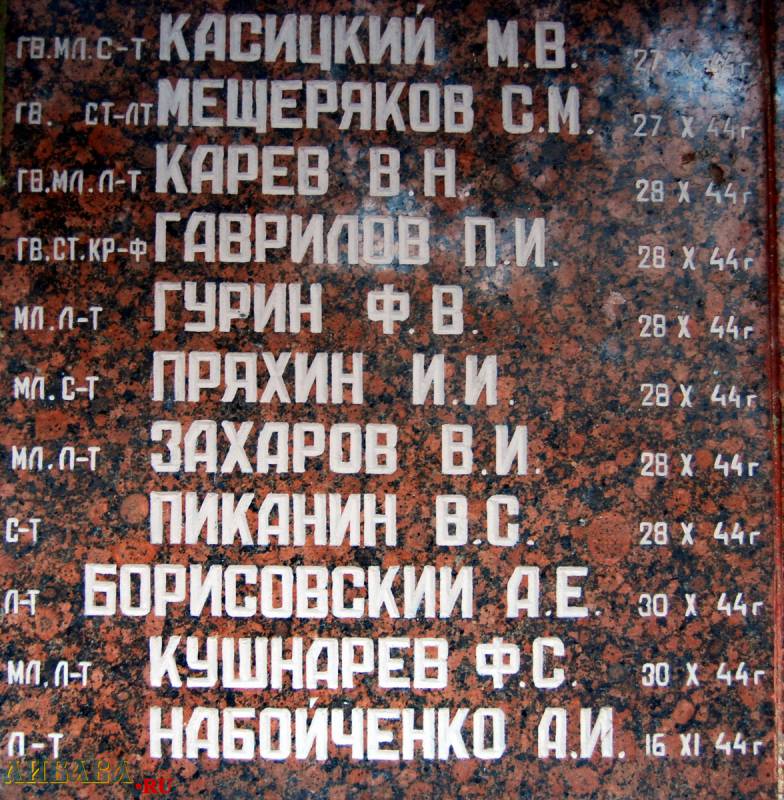 ГВ.МЛ.С-Т КАСИЦКИЙ М.В. 27 X 44г
ГВ. СТ-ЛТ МЕЩЕРЯКОВ С.М. 27 X 44г
ГВ.МЛ.Л-Т КАРЕВ В.Н. 28 X 44г
ГВ.СТ.КР-Ф ГАВРИЛОВ П.И. 28 X 44г
МЛ.Л-Т ГУРИН Ф.В. 28 X 44г
МЛ.С-Т ПРЯХИН И.И. 28 X 44г
МЛ.Л-Т ЗАХАРОВ В.И. 28 X 44г
С-Т ПИКАНИН В.С. 28 X 44г
Л-Т БОРИСОВСКИЙ А.Е. 30 X 44г
МЛ.Л-Т КУШНАРЕВ Ф.С. 30 X 44г
Л-Т НАБОЙЧЕНКО А.И. 16 XI 44г
ЛИБАВА.RU